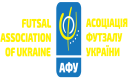 FUTSAL
ASSOCIATION
OF UKRAINE
АФУ
АСОЦІАЦІЯ
ФУТЗАЛУ
УКРАЇНИ